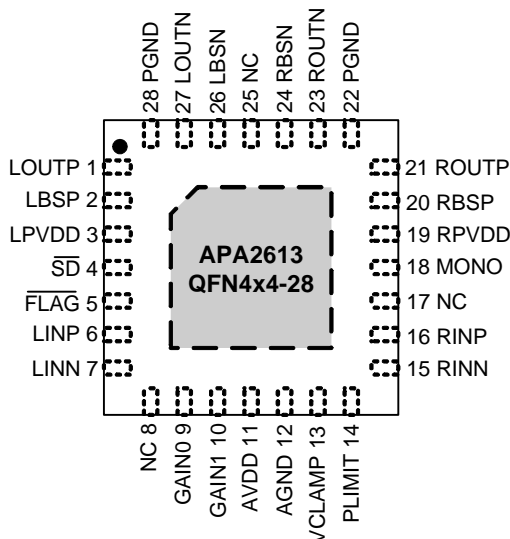 28 PGND
27 LOUTN
26 LBSN
25 NC
24 RBSN
23 ROUTN
22 PGND
LOUTP 1
LBSP 2
LPVDD 3
S̅D̅ 4
F̅L̅A̅G̅ 5
LINP 6
LINN 7
APA2613
QFN4x4-28
21 ROUTP
20 RBSP
19 RPVDD
18 MONO
17 NC
16 RINP
15 RINN
NC 8
GAIN0 9
GAIN1 10
AVDD 11
AGND 12
VCLAMP 13
PLIMIT 14